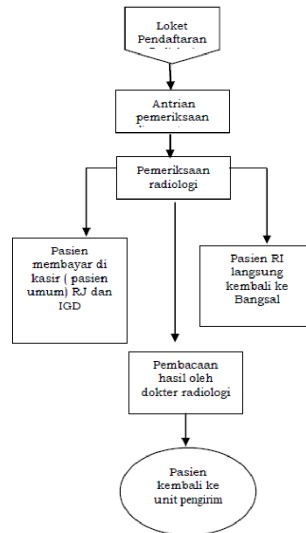 Loket
Pendaftaran
Antrian
pemeriksaan
Pemeriksaan
radiologi
Pasien
membayar di
kasir ( pasien
umum) RJ dan
IGD
Pasien RI
langsung
kembali ke
Bangsal
Pembacaan
hasil oleh
dokter radiologi
Pasien
kembali ke
unit pengirim